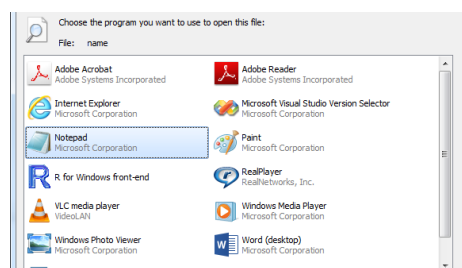 Choose the program you want to use to open this file:
File: name
Adobe Acrobat
Adobe Systems Incorporated
Adobe Reader
Adobe Systems Incorporated
Internet Explorer
Microsoft Corporation
Microsoft Visual Studio Version Selector
Microsoft Corporation
Notepad
Microsoft Corporation
Paint
Microsoft Corporation
R for Windows front-end
RealPlayer
RealNetworks, Inc.
VLC media player
VideoLAN
Windows Media Player
Microsoft Corporation
Windows Photo Viewer
Microsoft Corporation
Word (desktop)
Microsoft Corporation